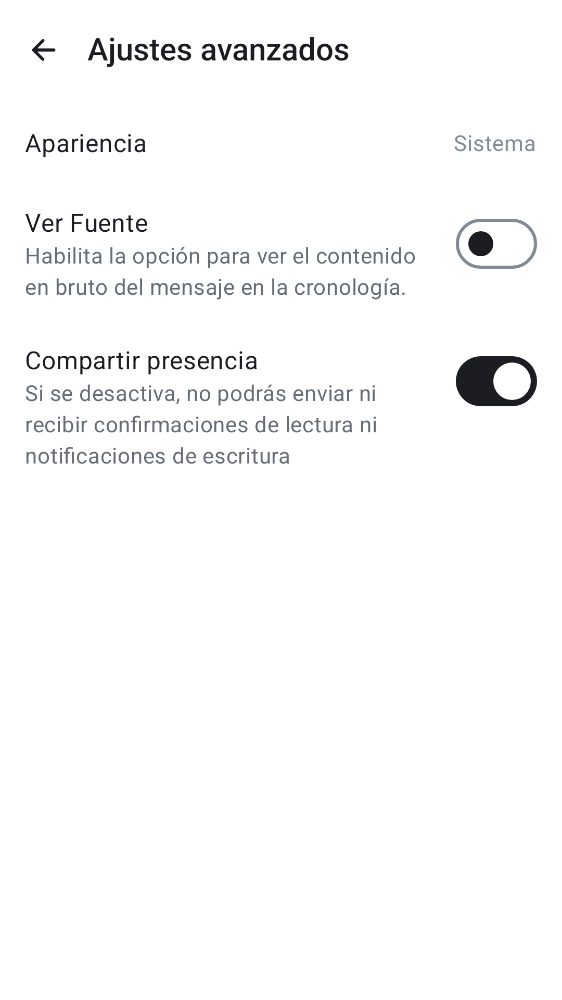 Ajustes avanzados
Apariencia
Sistema
Ver Fuente
Habilita la opción para ver el contenido
en bruto del mensaje en la cronología.
Compartir presencia
Si se desactiva, no podrás enviar ni
recibir confirmaciones de lectura ni
notificaciones de escritura